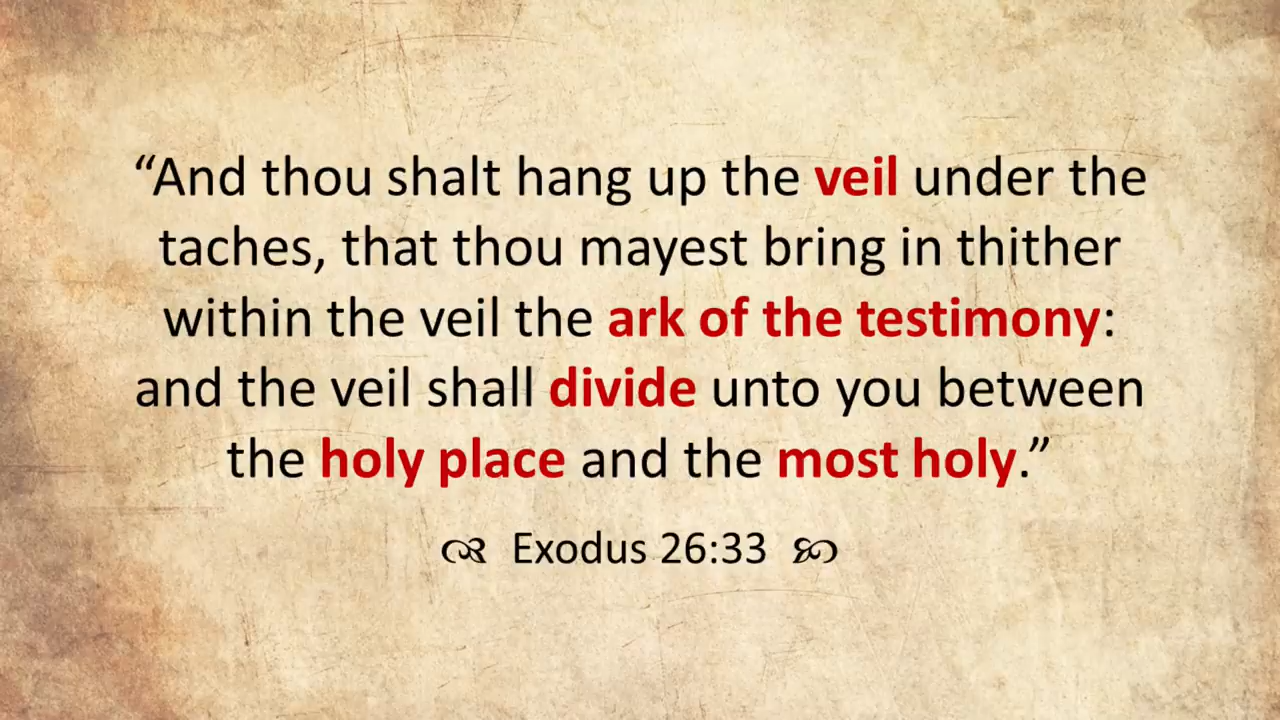 “And thou shalt hang up the veil under the
taches, that thou mayest bring in thither
within the veil the ark of the testimony:
and the veil shall divide unto you between
the holy place and the most holy.”
Exodus 26:33